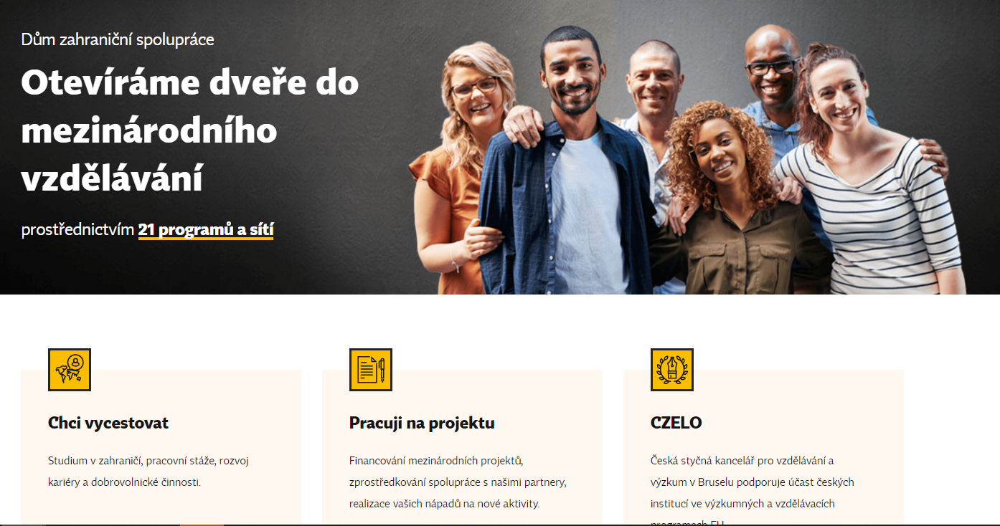 Dům zahraniční spolupráce
Otevíráme dveře do
mezinárodního
vzdělávání
prostřednictvím 21 programů a sítí
Chci vycestovat
Studium v zahraničí, pracovní stáže, rozvoj
kariéry a dobrovolnické činnosti.
Pracuji na projektu
Financování mezinárodních projektů,
zprostředkování spolupráce s našimi partnery,
realizace vašich nápadů na nové aktivity.
CZELO
Česká styčná kancelář pro vzdělávání a
výzkum v Bruselu podporuje účast českých
institucí ve výzkumných a vzdělávacích
programech EU